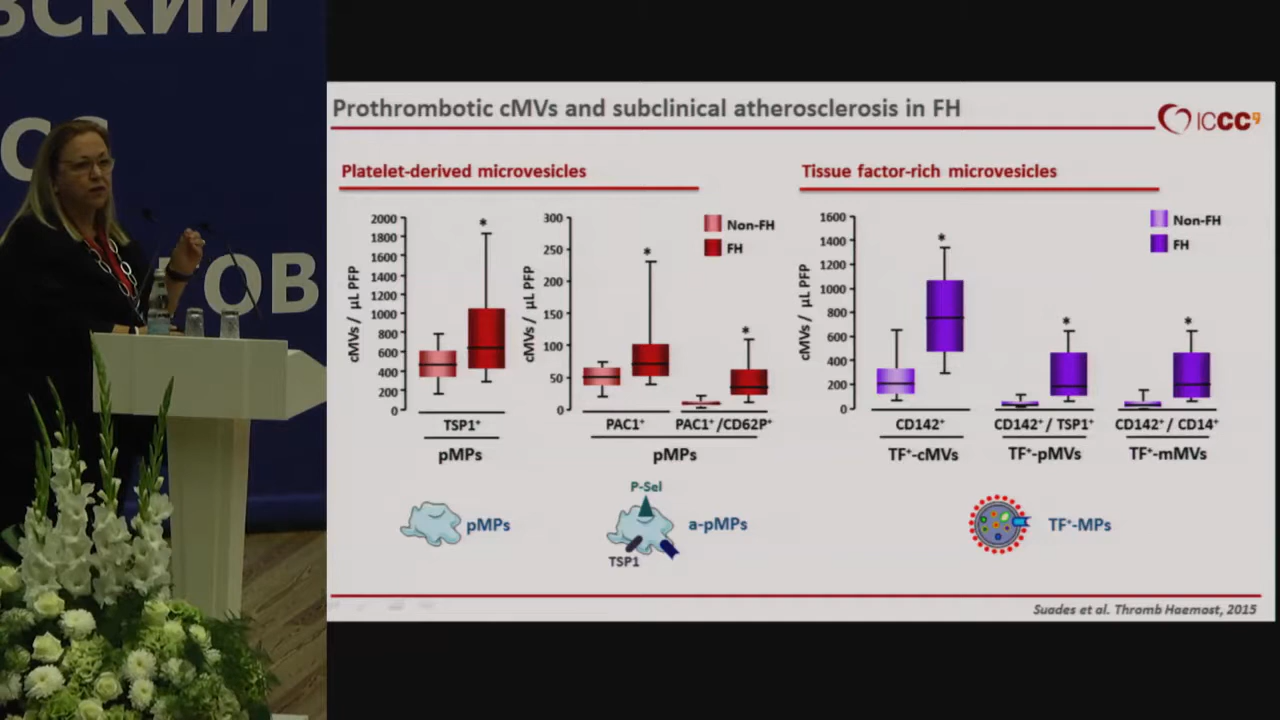 ВСКИЙ
СС
ОВ
Prothrombotic cMVs and subclinical atherosclerosis in FH
ICCC
Platelet-derived microvesicles
Tissue factor-rich microvesicles
cMVs / µL PFP
2000
1800
1600
1400
1200
1000
800
600
400
200
0
*
TSP1⁺
pMPs
cMVs / µL PFP
300
250
200
150
100
50
0
*
*
Non-FH
FH
PAC1⁺
PAC1⁺/CD62P⁺
pMPs
cMVs / µL PFP
1600
1400
1200
1000
800
600
400
200
0
*
*
*
Non-FH
FH
CD142⁺
CD142⁺/ TSP1⁺
CD142⁺/ CD14⁺
TF⁺-cMVs
TF⁺-pMVs
TF⁺-mMVs
pMPs
P-Sel
TSP1
a-pMPs
TF⁺-MPs
Suades et al. Thromb Haemost, 2015